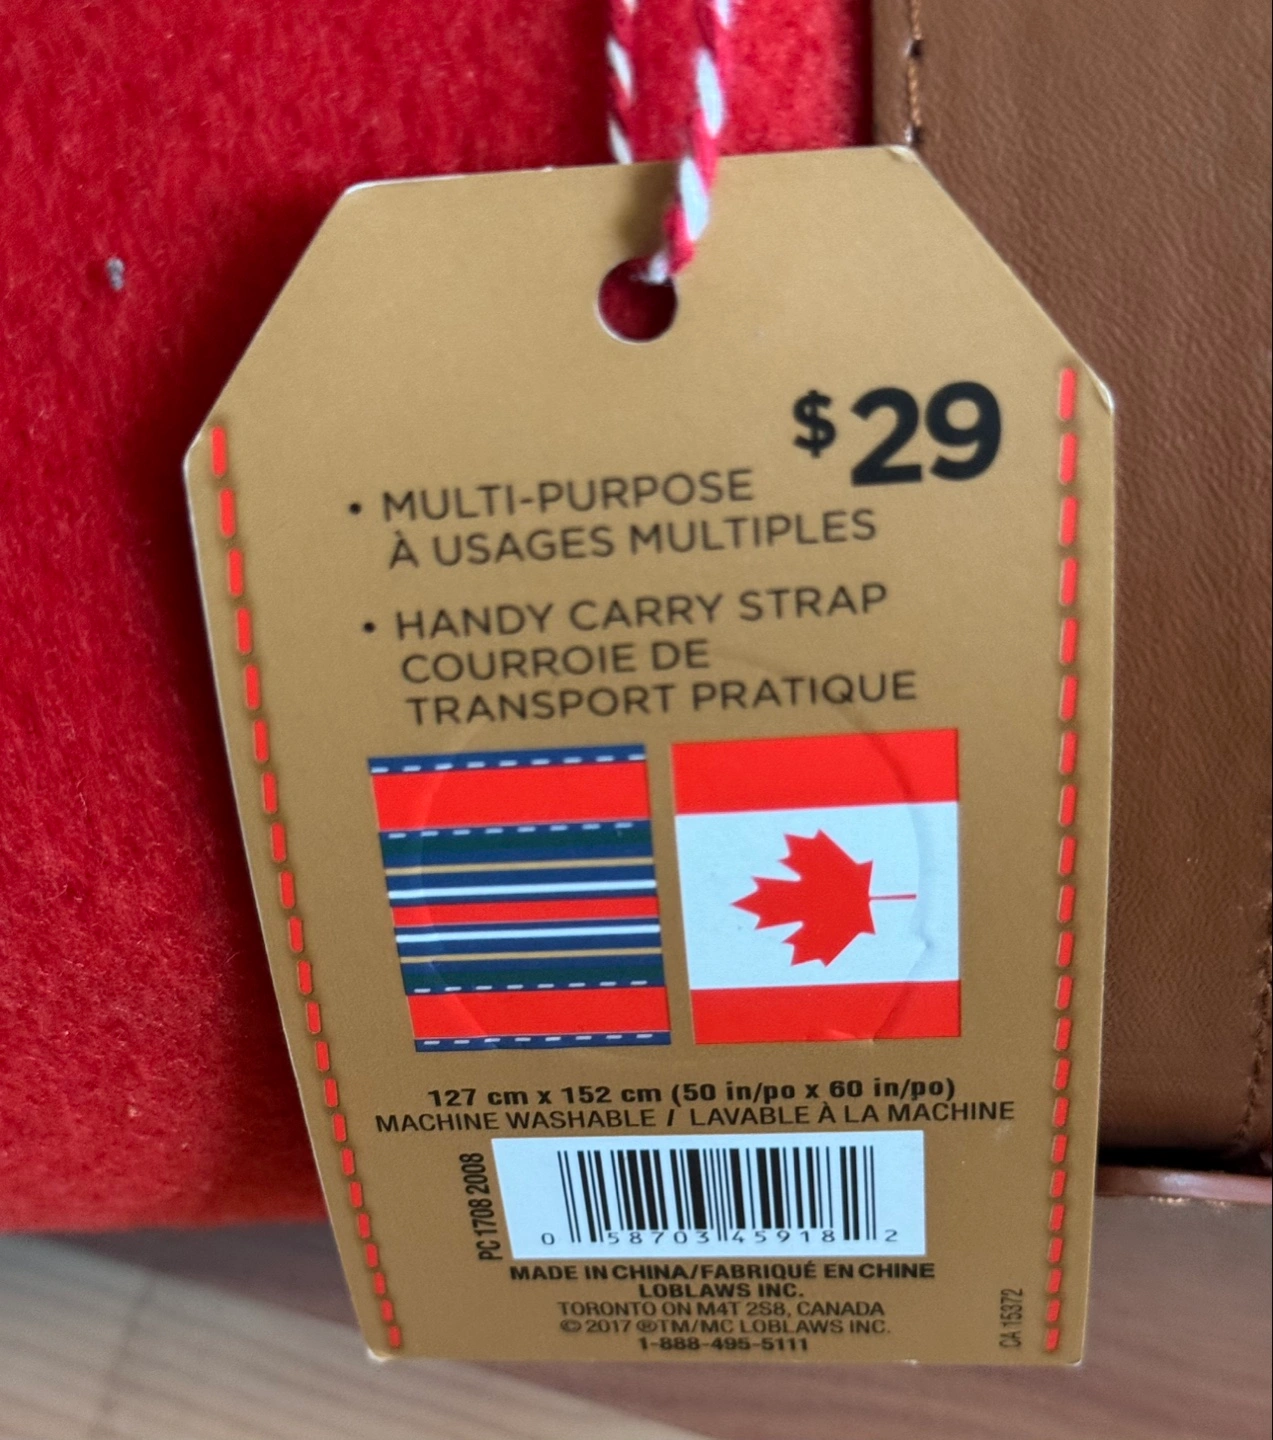 $29
• MULTI-PURPOSE
À USAGES MULTIPLES
• HANDY CARRY STRAP
COURROIE DE
TRANSPORT PRATIQUE
127 cm x 152 cm (50 in/po x 60 in/po)
MACHINE WASHABLE / LAVABLE À LA MACHINE
PC 1708 2008
0 58703 45918 2
MADE IN CHINA/FABRIQUÉ EN CHINE
LOBLAWS INC.
TORONTO ON M4T 2S8, CANADA
© 2017 ®TM/MC LOBLAWS INC.
1-888-495-5111
CA 15372